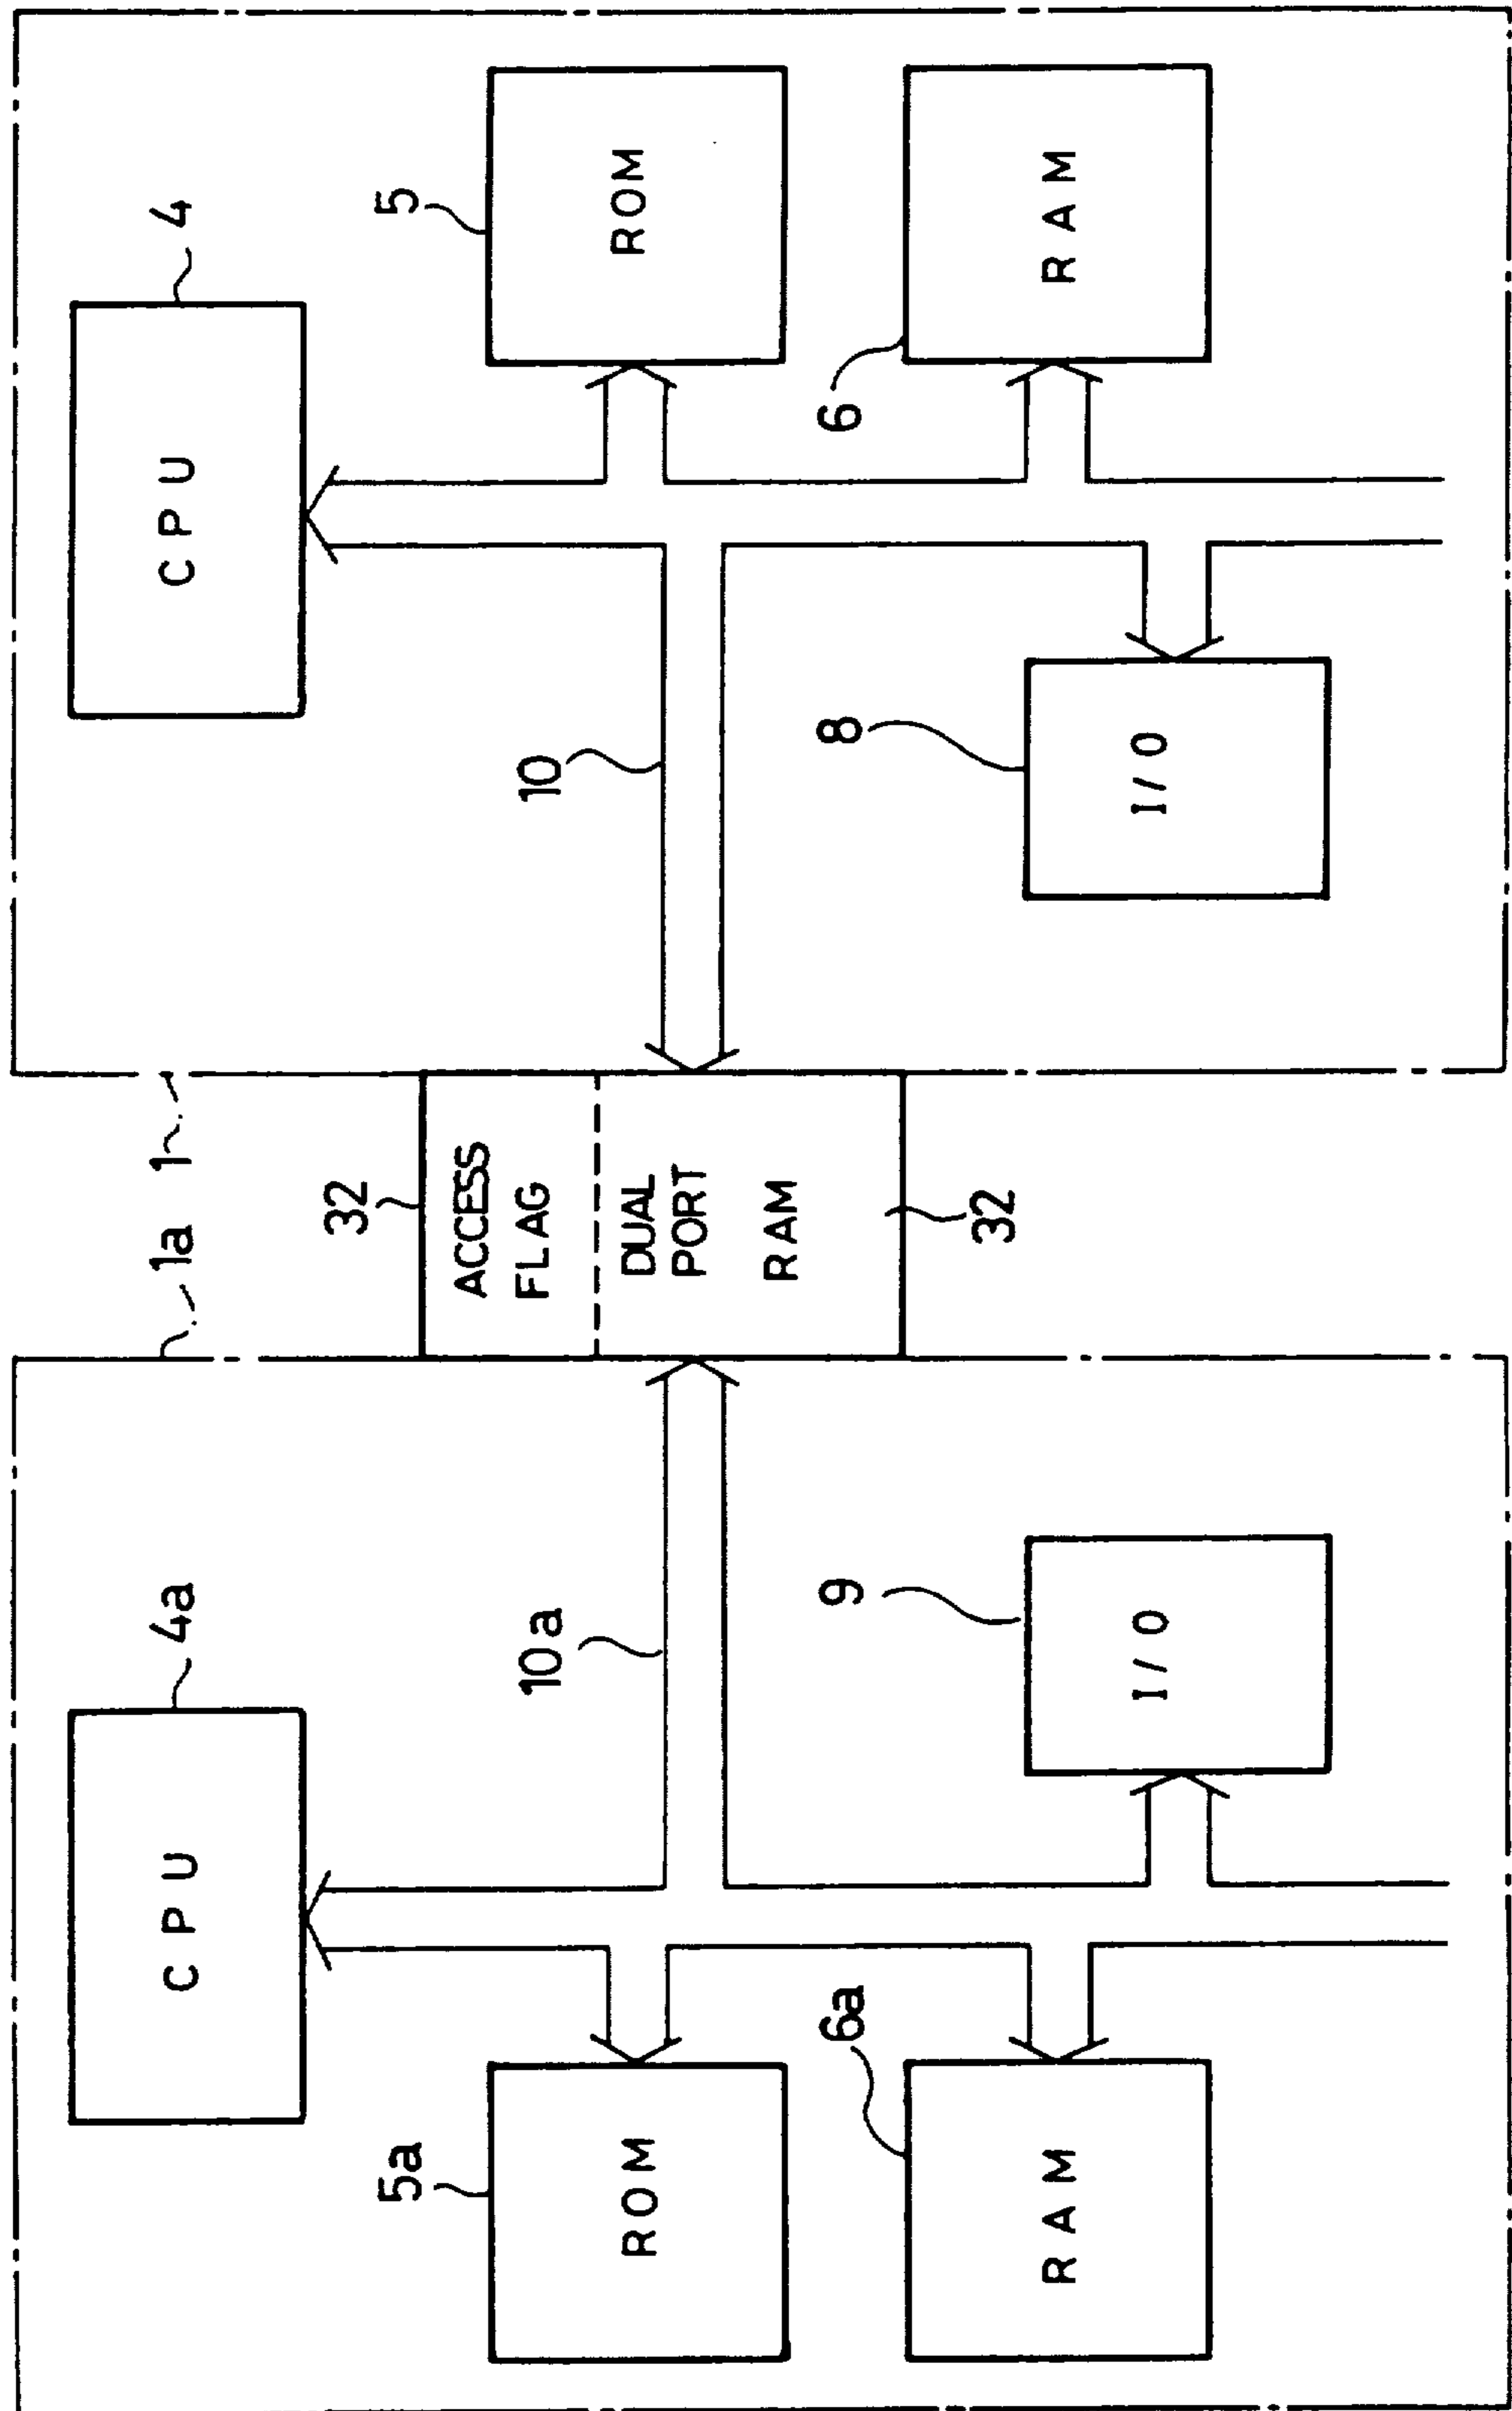 1a
1
4a
CPU
4
CPU
32
5a
ROM
ACCESS
FLAG
5
ROM
10a
10
DUAL
PORT
RAM
6a
RAM
9
I/O
32
8
I/O
6
RAM